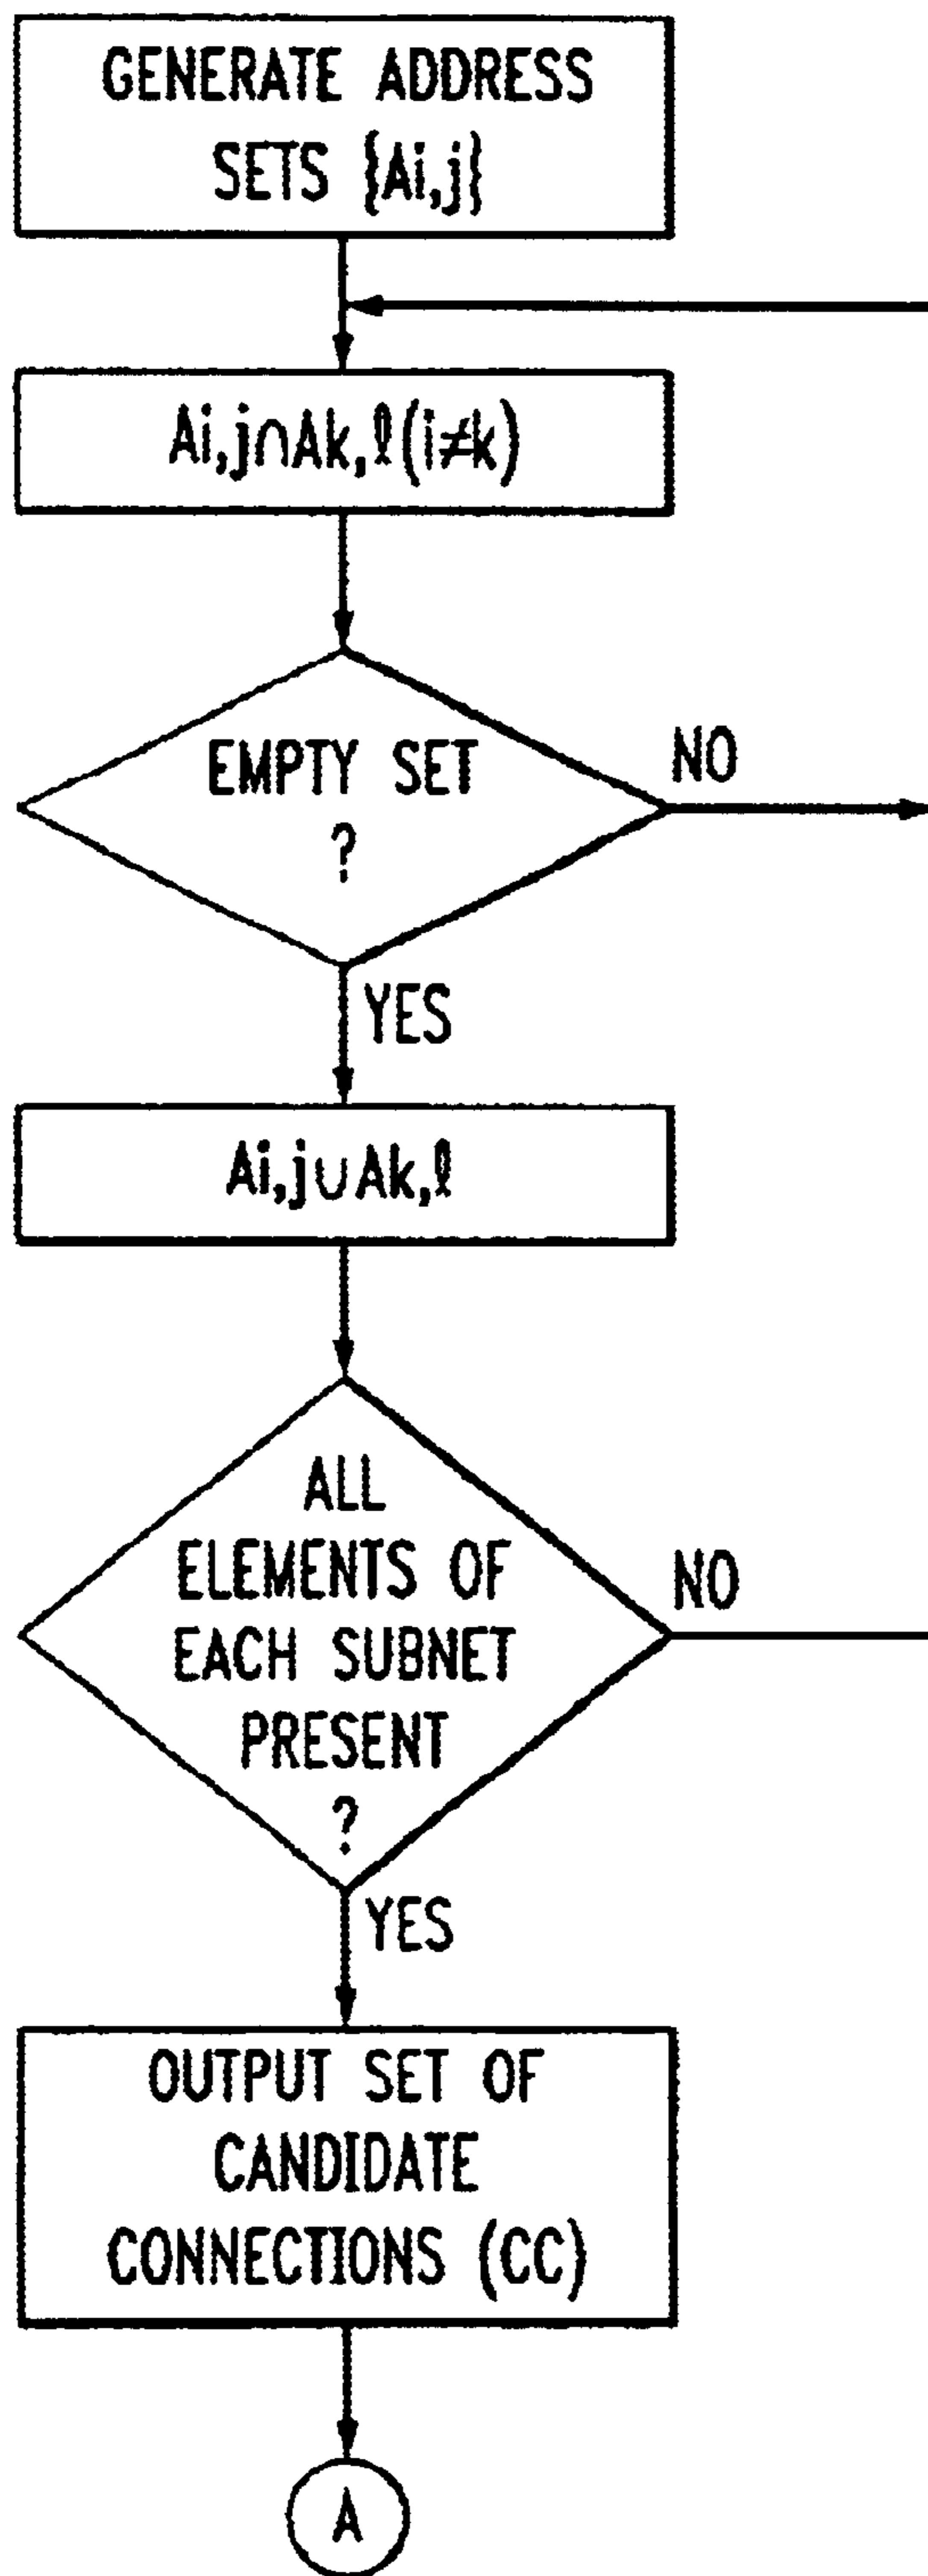 GENERATE ADDRESS
SETS {Ai,j}
Ai,j∩Ak,ℓ(i≠k)
EMPTY SET
?
NO
YES
Ai,j∪Ak,ℓ
ALL
ELEMENTS OF
EACH SUBNET
PRESENT
?
NO
YES
OUTPUT SET OF
CANDIDATE
CONNECTIONS (CC)
A